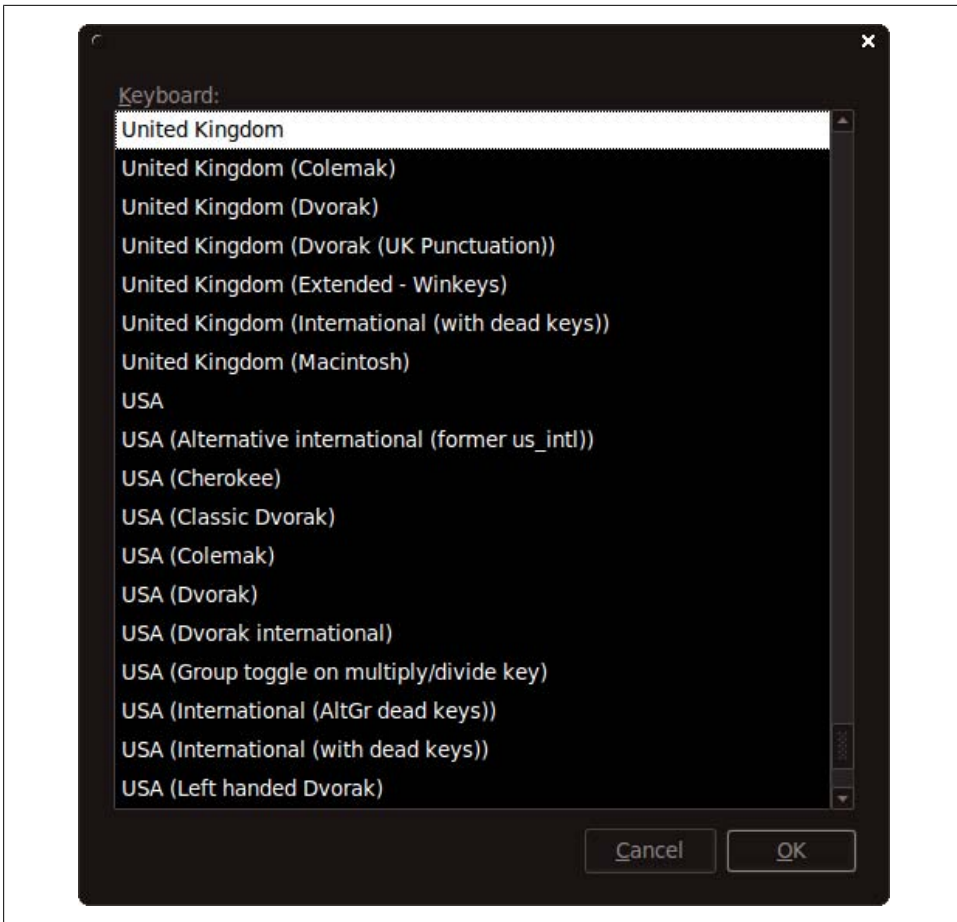 Keyboard:
United Kingdom
United Kingdom (Colemak)
United Kingdom (Dvorak)
United Kingdom (Dvorak (UK Punctuation))
United Kingdom (Extended - Winkeys)
United Kingdom (International (with dead keys))
United Kingdom (Macintosh)
USA
USA (Alternative international (former us_intl))
USA (Cherokee)
USA (Classic Dvorak)
USA (Colemak)
USA (Dvorak)
USA (Dvorak international)
USA (Group toggle on multiply/divide key)
USA (International (AltGr dead keys))
USA (International (with dead keys))
USA (Left handed Dvorak)
Cancel OK